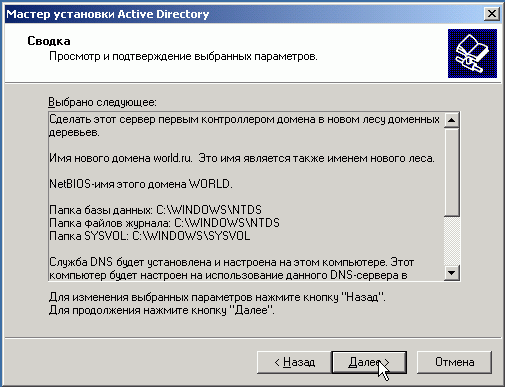 Мастер установки Active Directory
Сводка
Просмотр и подтверждение выбранных параметров.
Выбрано следующее:
Сделать этот сервер первым контроллером домена в новом лесу доменных
деревьев.
Имя нового домена world.ru. Это имя является также именем нового леса.
NetBIOS-имя этого домена WORLD.
Папка базы данных: C:\WINDOWS\NTDS
Папка файлов журнала: C:\WINDOWS\NTDS
Папка SYSVOL: C:\WINDOWS\SYSVOL
Служба DNS будет установлена и настроена на этом компьютере. Этот
компьютер будет настроен на использование данного DNS-сервера в
Для изменения выбранных параметров нажмите кнопку "Назад".
Для продолжения нажмите кнопку "Далее".
< Назад Далее > Отмена